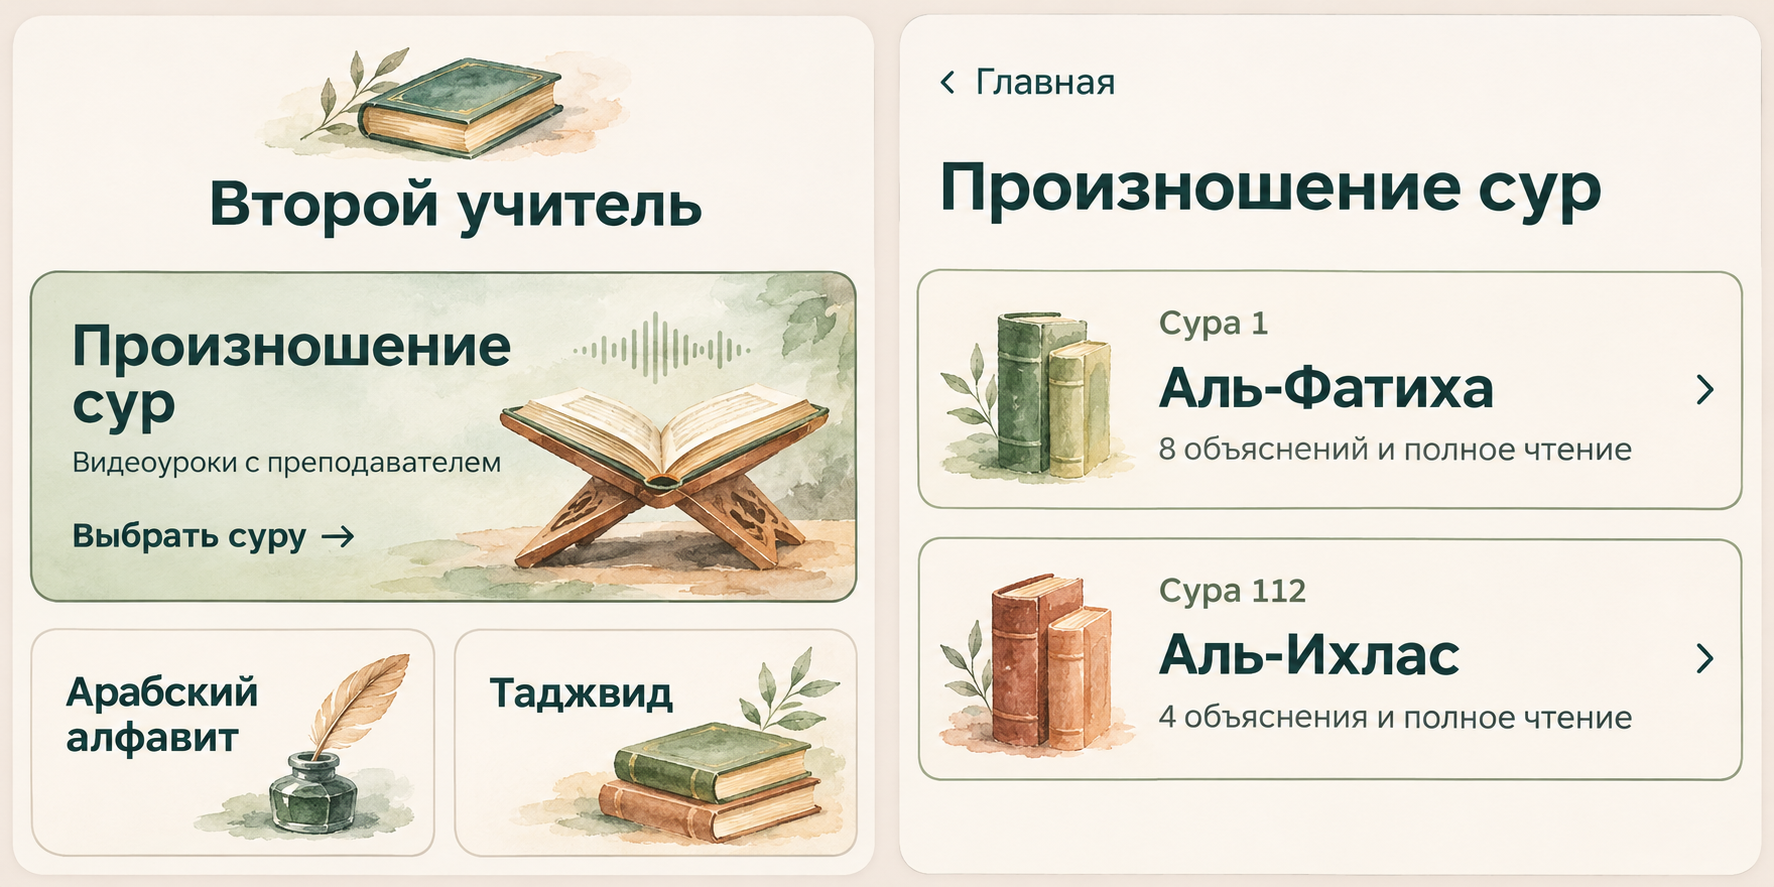 Второй учитель
Произношение
сур
Видеоуроки с преподавателем
Выбрать суру →
Арабский
алфавит
Таджвид
Главная
Произношение сур
Сура 1
Аль-Фатиха
8 объяснений и полное чтение
Сура 112
Аль-Ихлас
4 объяснения и полное чтение